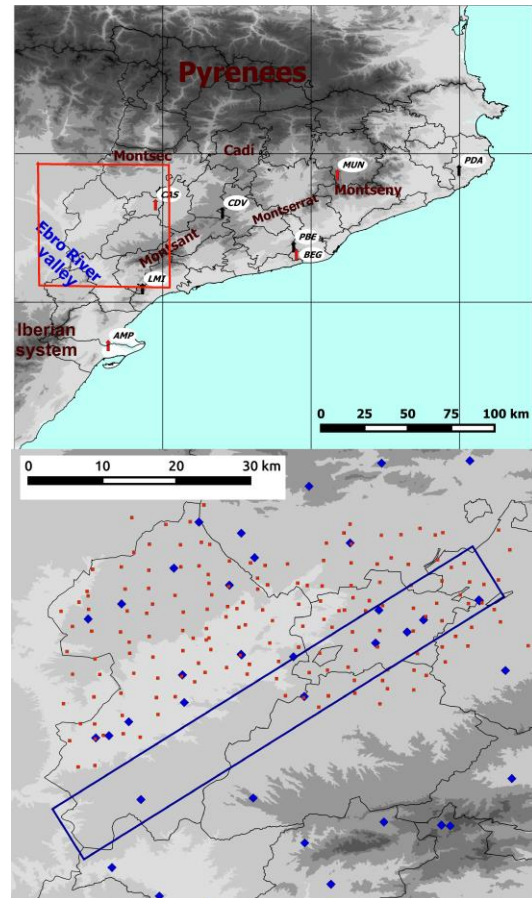 Pyrenees
Montsec
Cadi
MUN
PDA
Montseny
CAS
CDV
Montserrat
Ebro River
valley
Montsant
PBE
BEG
LMI
Iberian
system
AMP
0 25 50 75 100 km
0 10 20 30 km